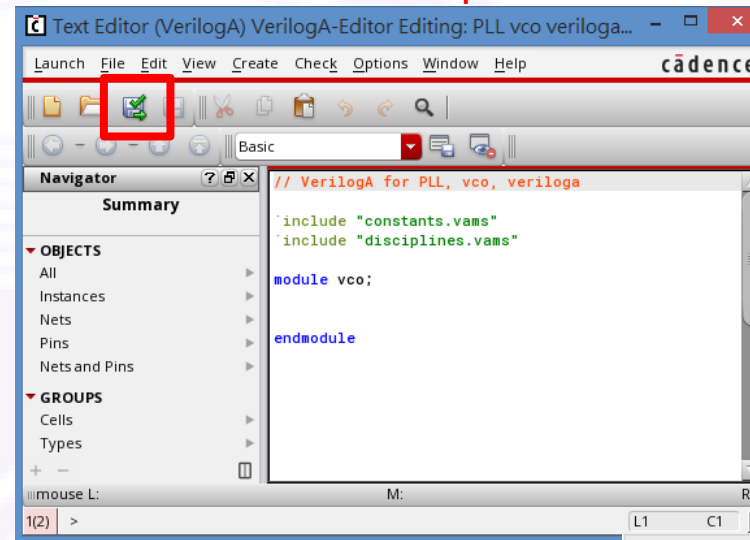 Text Editor (VerilogA) VerilogA-Editor Editing: PLL vco veriloga...
Launch File Edit View Create Check Options Window Help
cādence
Basic
Navigator
Summary
OBJECTS
All
Instances
Nets
Pins
Nets and Pins
GROUPS
Cells
Types
// VerilogA for PLL, vco, veriloga
`include "constants.vams"
`include "disciplines.vams"
module vco;
endmodule
mouse L:
M:
R
1(2)
>
L1
C1